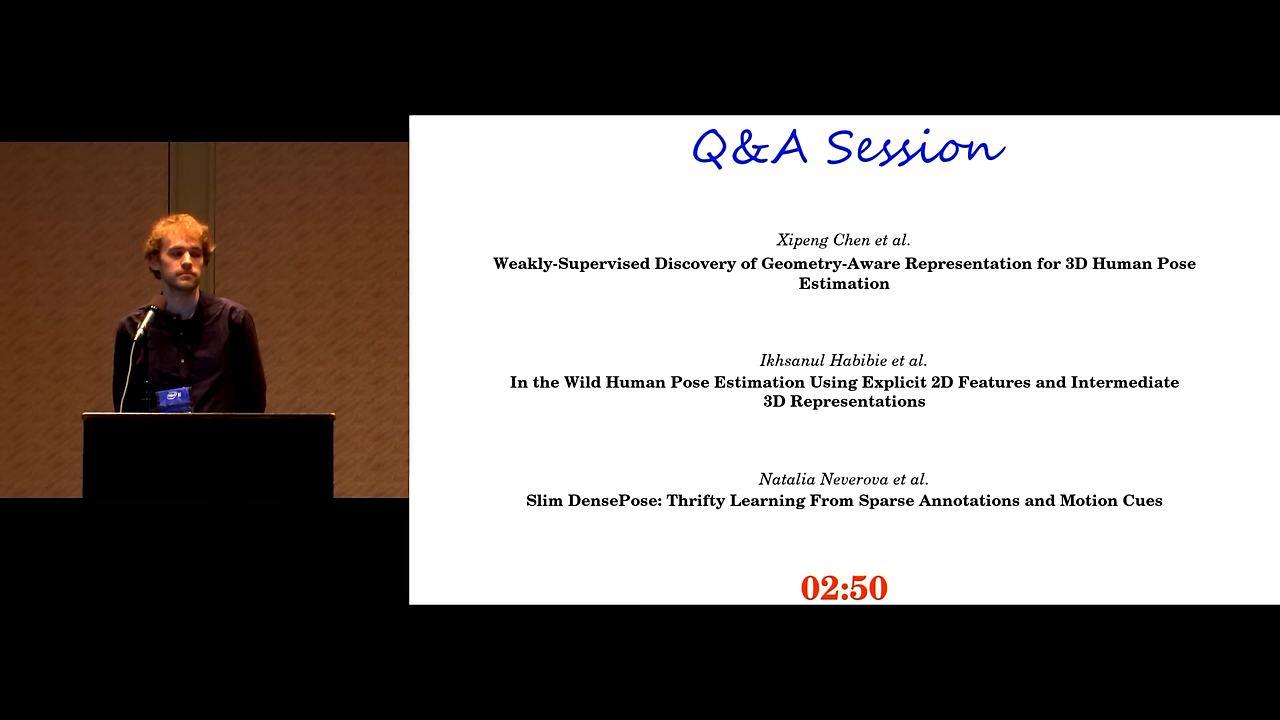 Q&A Session
Xipeng Chen et al.
Weakly-Supervised Discovery of Geometry-Aware Representation for 3D Human Pose
Estimation
Ikhsanul Habibie et al.
In the Wild Human Pose Estimation Using Explicit 2D Features and Intermediate
3D Representations
Natalia Neverova et al.
Slim DensePose: Thrifty Learning From Sparse Annotations and Motion Cues
02:50